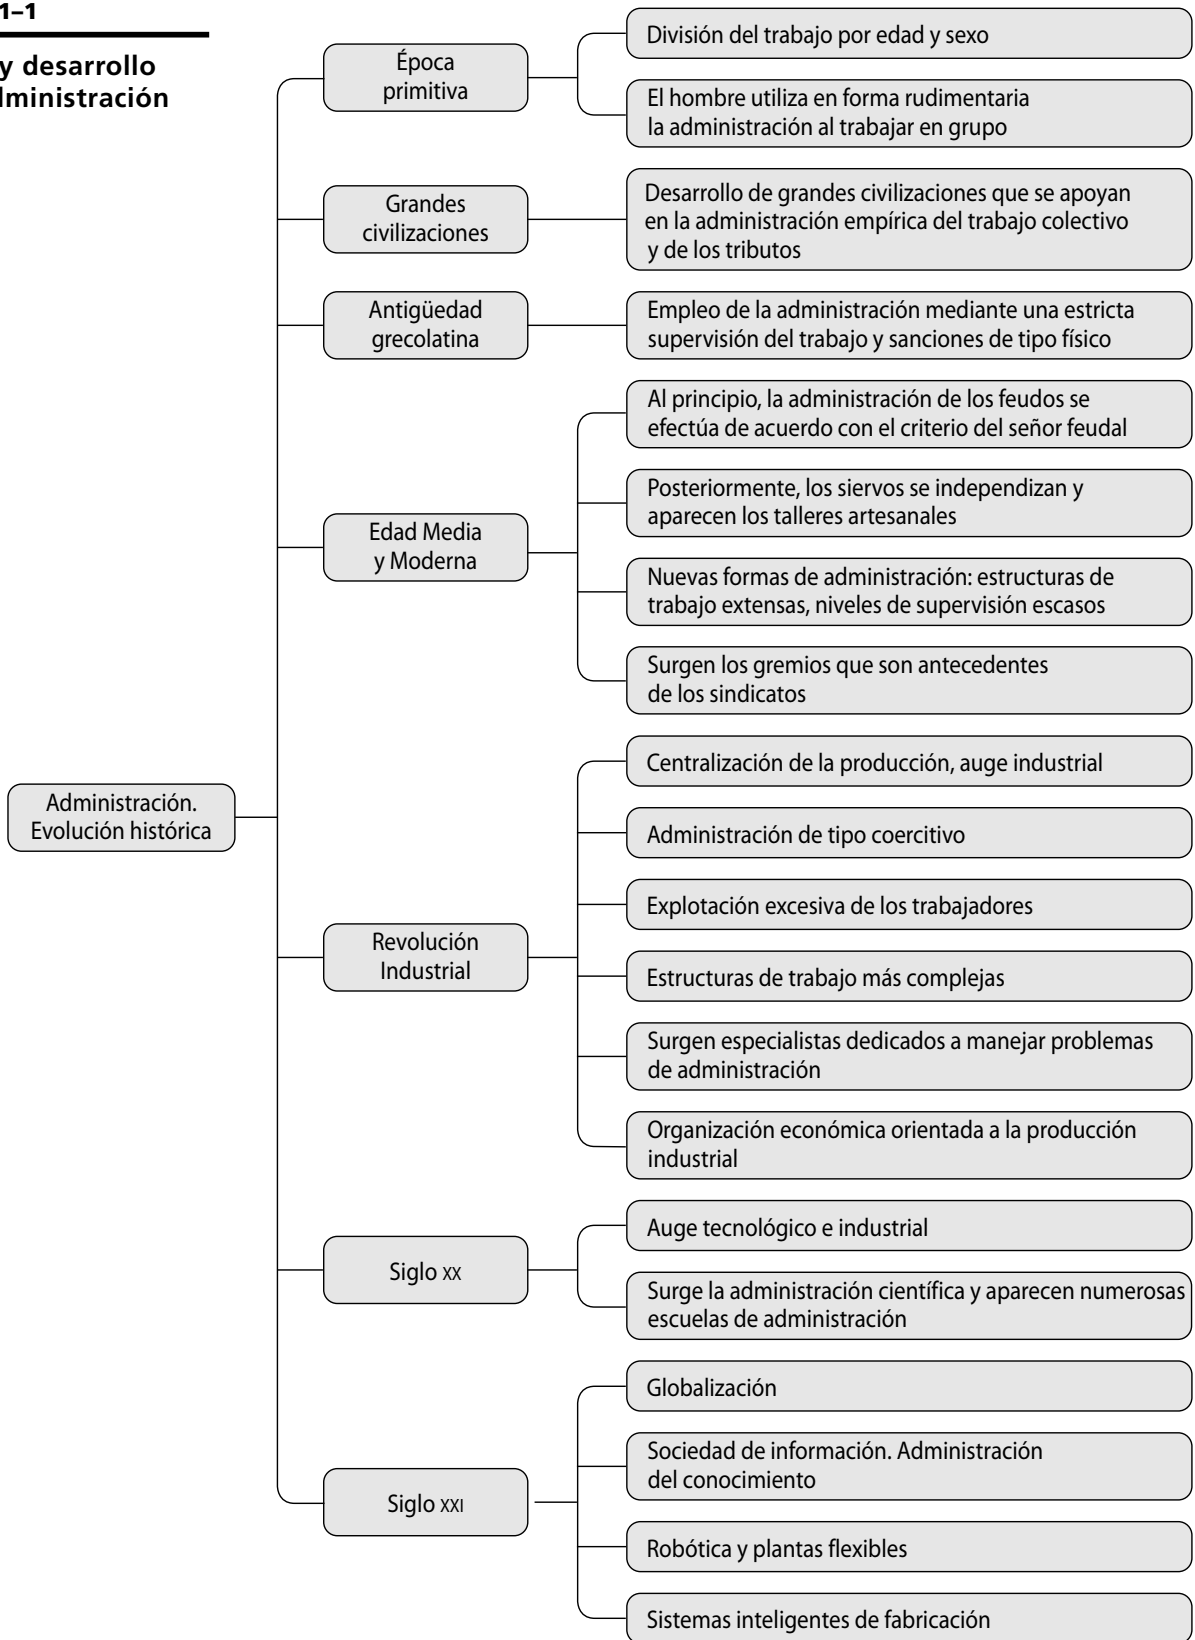 1–1
y desarrollo
dministración
Administración.
Evolución histórica
Época
primitiva
División del trabajo por edad y sexo
El hombre utiliza en forma rudimentaria
la administración al trabajar en grupo
Grandes
civilizaciones
Desarrollo de grandes civilizaciones que se apoyan
en la administración empírica del trabajo colectivo
y de los tributos
Antigüedad
grecolatina
Empleo de la administración mediante una estricta
supervisión del trabajo y sanciones de tipo físico
Edad Media
y Moderna
Al principio, la administración de los feudos se
efectúa de acuerdo con el criterio del señor feudal
Posteriormente, los siervos se independizan y
aparecen los talleres artesanales
Nuevas formas de administración: estructuras de
trabajo extensas, niveles de supervisión escasos
Surgen los gremios que son antecedentes
de los sindicatos
Revolución
Industrial
Centralización de la producción, auge industrial
Administración de tipo coercitivo
Explotación excesiva de los trabajadores
Estructuras de trabajo más complejas
Surgen especialistas dedicados a manejar problemas
de administración
Organización económica orientada a la producción
industrial
Siglo XX
Auge tecnológico e industrial
Surge la administración científica y aparecen numerosas
escuelas de administración
Siglo XXI
Globalización
Sociedad de información. Administración
del conocimiento
Robótica y plantas flexibles
Sistemas inteligentes de fabricación